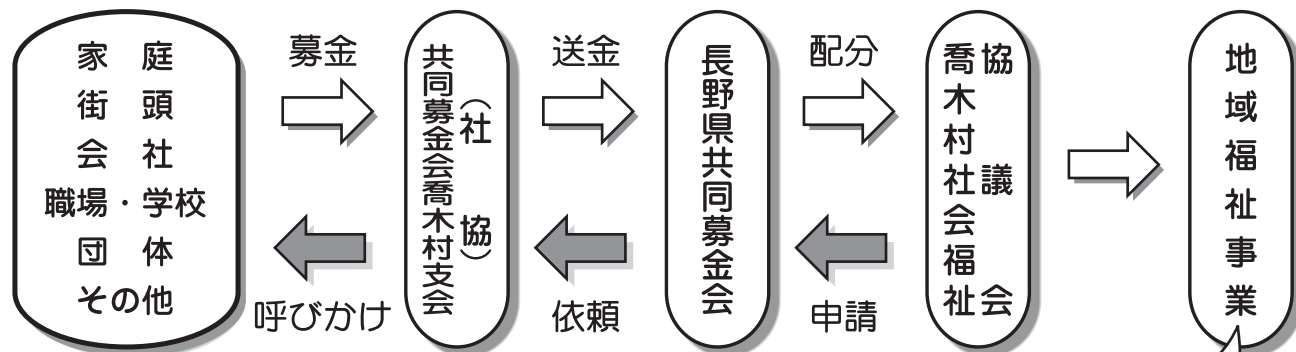 家　庭
街　頭
会　社
職場・学校
団　体
その他
募金
呼びかけ
共同募金会喬木村支会
（社　協）
送金
依頼
長野県共同募金会
配分
申請
喬木村社会福祉
協議会
地域福祉事業